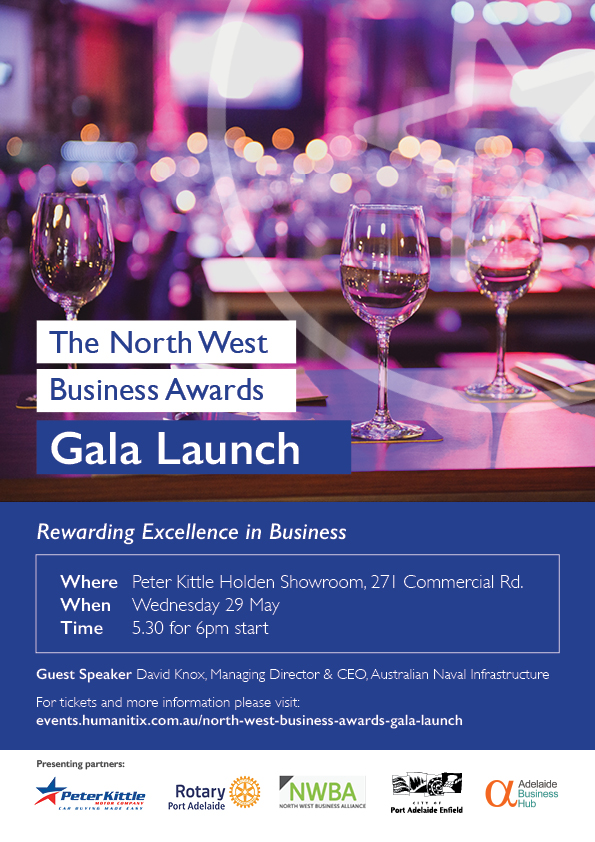 The North West
Business Awards
Gala Launch
Rewarding Excellence in Business
Where Peter Kittle Holden Showroom, 271 Commercial Rd.
When Wednesday 29 May
Time 5.30 for 6pm start
Guest Speaker David Knox, Managing Director & CEO, Australian Naval Infrastructure
For tickets and more information please visit:
events.humanitix.com.au/north-west-business-awards-gala-launch
Presenting partners:
Peter Kittle
MOTOR COMPANY
CAR BUYING MADE EASY
Rotary
Port Adelaide
NWBA
NORTH WEST BUSINESS ALLIANCE
CITY OF
Port Adelaide Enfield
Adelaide
Business
Hub